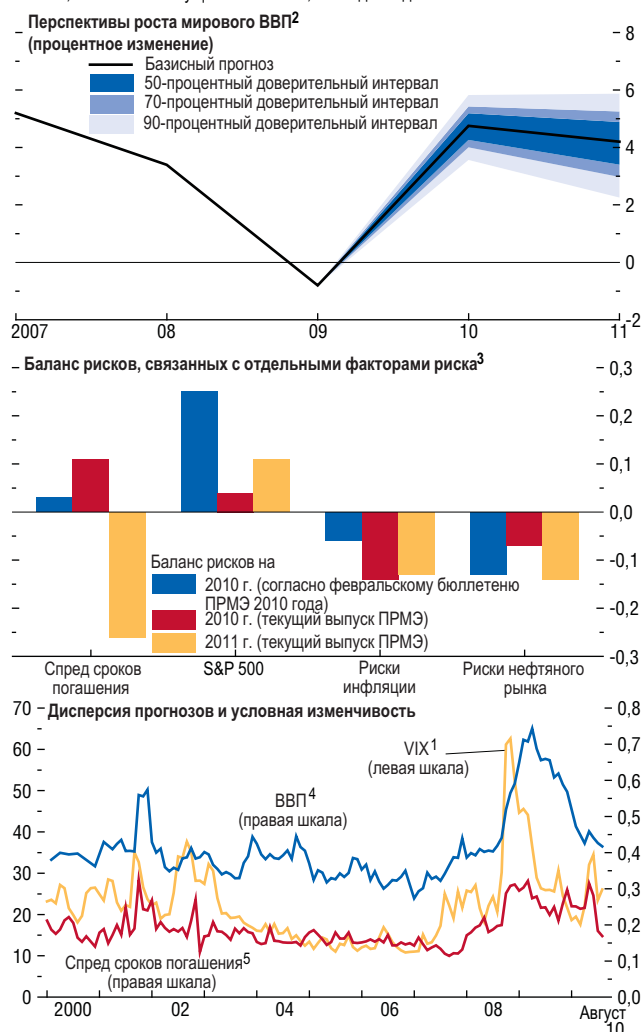 Перспективы роста мирового ВВП2
(процентное изменение)
Базисный прогноз
50-процентный доверительный интервал
70-процентный доверительный интервал
90-процентный доверительный интервал
8
6
4
2
0
-2
2007 08 09 10 11
Баланс рисков, связанных с отдельными факторами риска3
0,3
0,2
0,1
0,0
-0,1
-0,2
-0,3
Баланс рисков на
2010 г. (согласно февральскому бюллетеню
ПРМЭ 2010 года)
2010 г. (текущий выпуск ПРМЭ)
2011 г. (текущий выпуск ПРМЭ)
Спред сроков
погашения
S&P 500
Риски
инфляции
Риски нефтяного
рынка
Дисперсия прогнозов и условная изменчивость
70
60
50
40
30
20
10
0
0,8
0,7
0,6
0,5
0,4
0,3
0,2
0,1
0,0
VIX1
(левая шкала)
ВВП4
(правая шкала)
Спред сроков погашения5
(правая шкала)
2000 02 04 06 08 Август
10